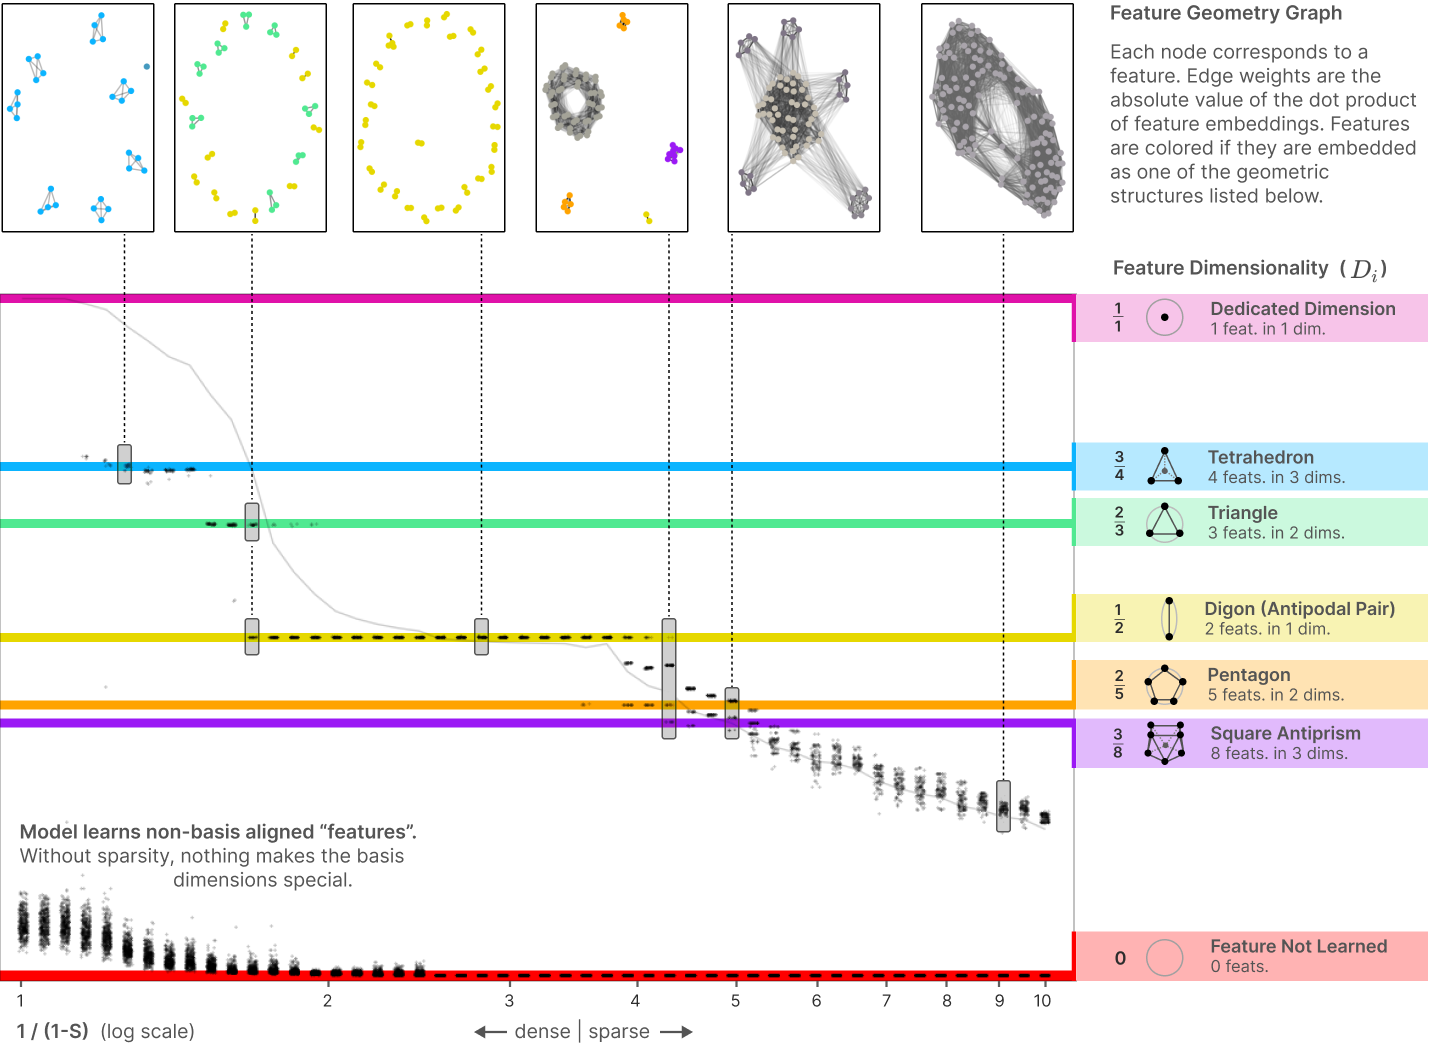 Feature Geometry Graph
Each node corresponds to a
feature. Edge weights are the
absolute value of the dot product
of feature embeddings. Features
are colored if they are embedded
as one of the geometric
structures listed below.
Feature Dimensionality ( D_i )
1/1
Dedicated Dimension
1 feat. in 1 dim.
3/4
Tetrahedron
4 feats. in 3 dims.
2/3
Triangle
3 feats. in 2 dims.
1/2
Digon (Antipodal Pair)
2 feats. in 1 dim.
2/5
Pentagon
5 feats. in 2 dims.
3/8
Square Antiprism
8 feats. in 3 dims.
Model learns non-basis aligned “features”.
Without sparsity, nothing makes the basis
dimensions special.
0
Feature Not Learned
0 feats.
1 2 3 4 5 6 7 8 9 10
1 / (1-S) (log scale)
← dense | sparse →